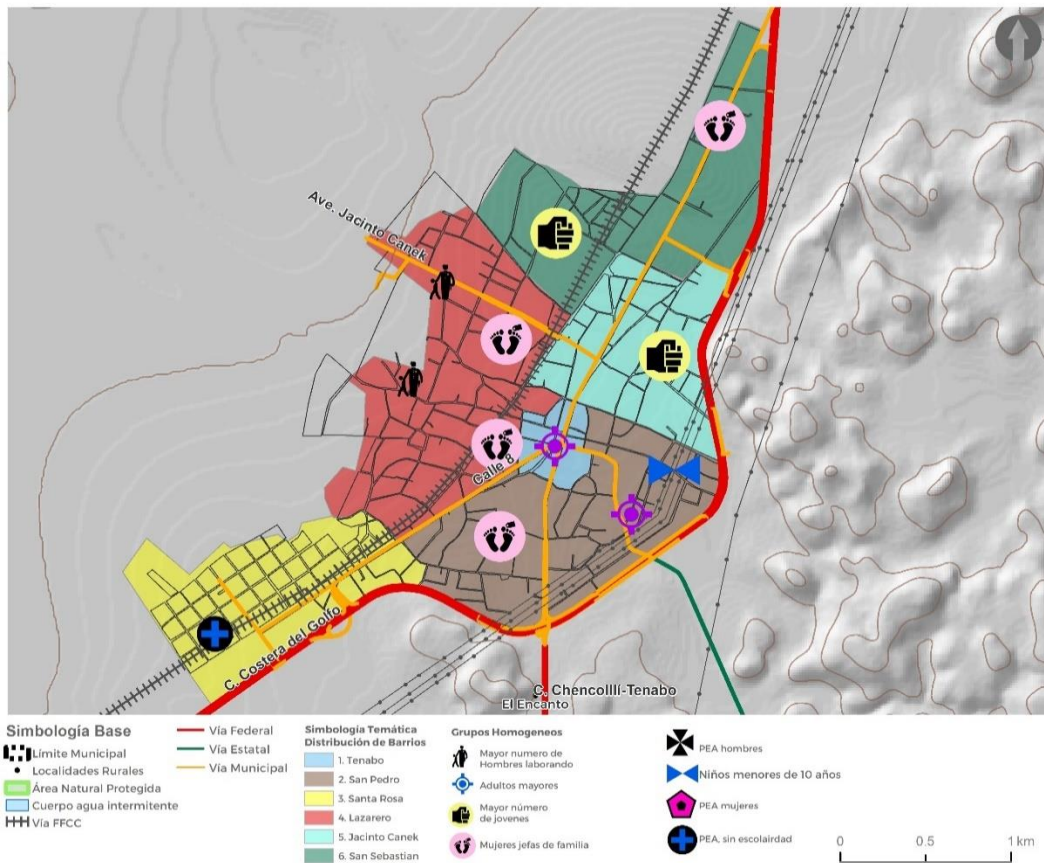 Ave. Jacinto Canek
Calle 8
C. Costera del Golfo
C. Chencolllí-Tenabo
El Encanto
Simbología Base
Límite Municipal
Localidades Rurales
Área Natural Protegida
Cuerpo agua intermitente
Vía FFCC
Vía Federal
Vía Estatal
Vía Municipal
Simbología Temática
Distribución de Barrios
1. Tenabo
2. San Pedro
3. Santa Rosa
4. Lazarero
5. Jacinto Canek
6. San Sebastian
Grupos Homogeneos
Mayor numero de
Hombres laborando
Adultos mayores
Mayor número
de jovenes
Mujeres jefas de familia
PEA hombres
Niños menores de 10 años
PEA mujeres
PEA, sin escolairdad
0 0.5 1 km